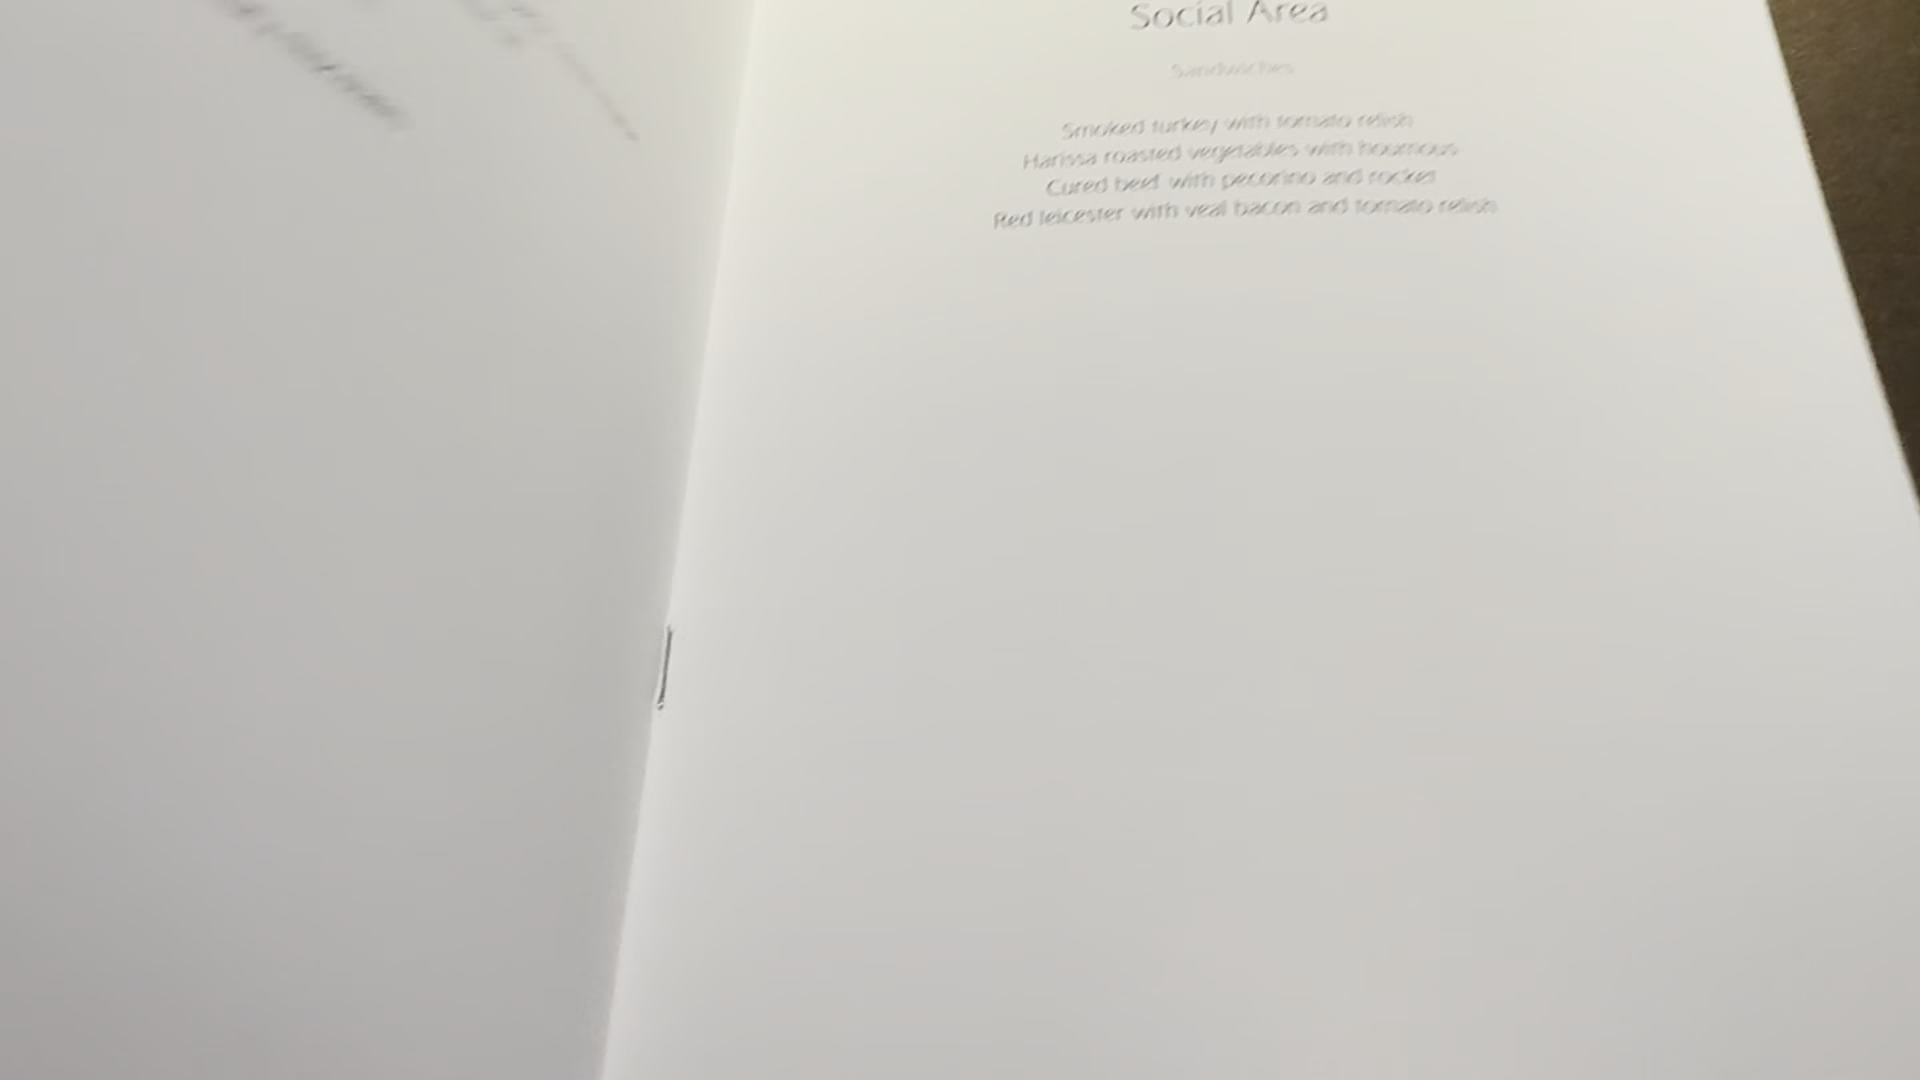 Social Area
Sandwiches
Smoked turkey with tomato relish
Harissa roasted vegetables with houmous
Cured beef with pecorino and rocket
Red leicester with veal bacon and tomato relish